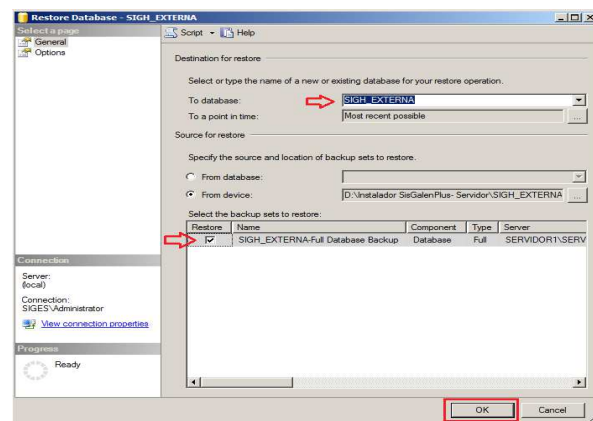 Restore Database - SIGH_EXTERNA
Select a page
General
Options
Script Help
Destination for restore
Select or type the name of a new or existing database for your restore operation.
To database: SIGH_EXTERNA
To a point in time: Most recent possible ...
Source for restore
Specify the source and location of backup sets to restore.
From database:
From device: D:\Instalador SisGalenPlus- Servidor\SIGH_EXTERNA ...
Select the backup sets to restore:
Restore Name Component Type Server
SIGH_EXTERNA-Full Database Backup Database Full SERVIDOR1\SERV
Connection
Server:
(local)
Connection:
SIGES\Administrator
View connection properties
Progress
Ready
OK Cancel